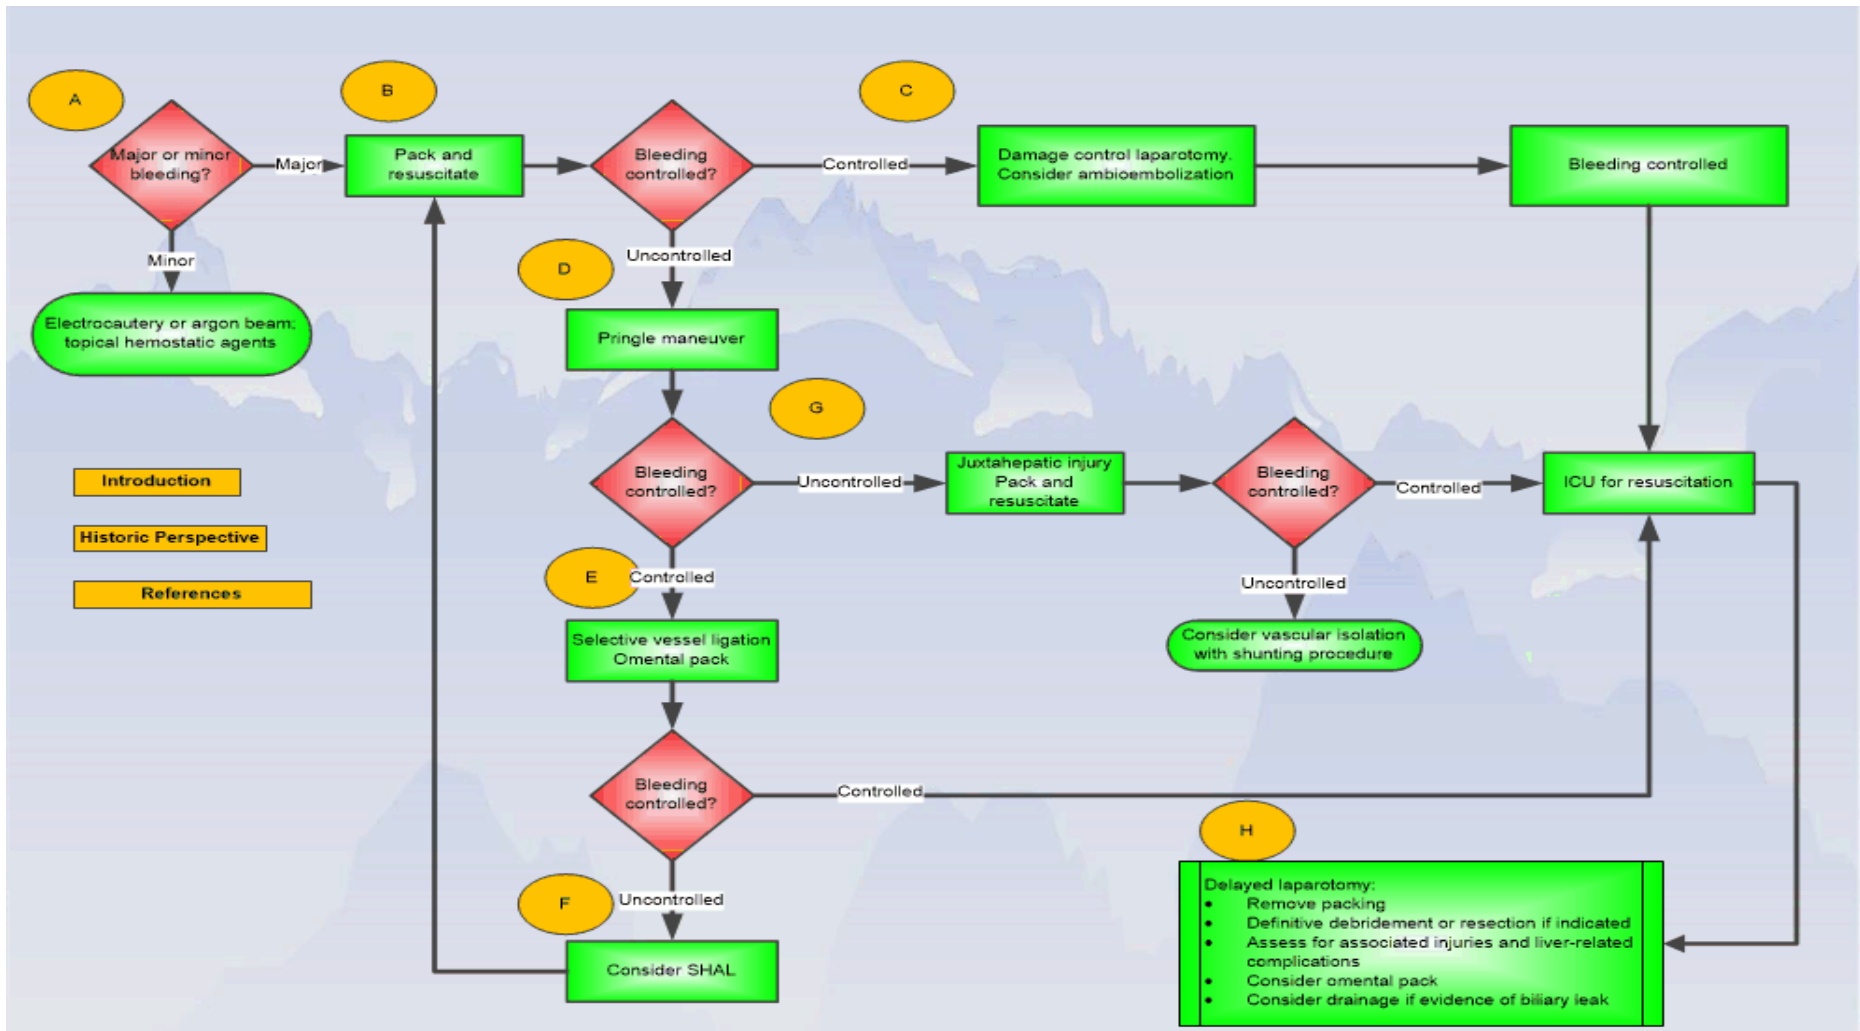 A
B
C
Major or minor
bleeding?
Major
Pack and
resuscitate
Bleeding
controlled?
Controlled
Damage control laparotomy.
Consider ambioembolization
Bleeding controlled
Minor
Uncontrolled
D
Electrocautery or argon beam;
topical hemostatic agents
Pringle maneuver
G
Bleeding
controlled?
Uncontrolled
Juxtahepatic injury
Pack and
resuscitate
Bleeding
controlled?
Controlled
ICU for resuscitation
Introduction
Historic Perspective
References
E
Controlled
Uncontrolled
Selective vessel ligation
Omental pack
Consider vascular isolation
with shunting procedure
Bleeding
controlled?
Controlled
H
F
Uncontrolled
Consider SHAL
Delayed laparotomy:
• Remove packing
• Definitive debridement or resection if indicated
• Assess for associated injuries and liver-related
complications
• Consider omental pack
• Consider drainage if evidence of biliary leak